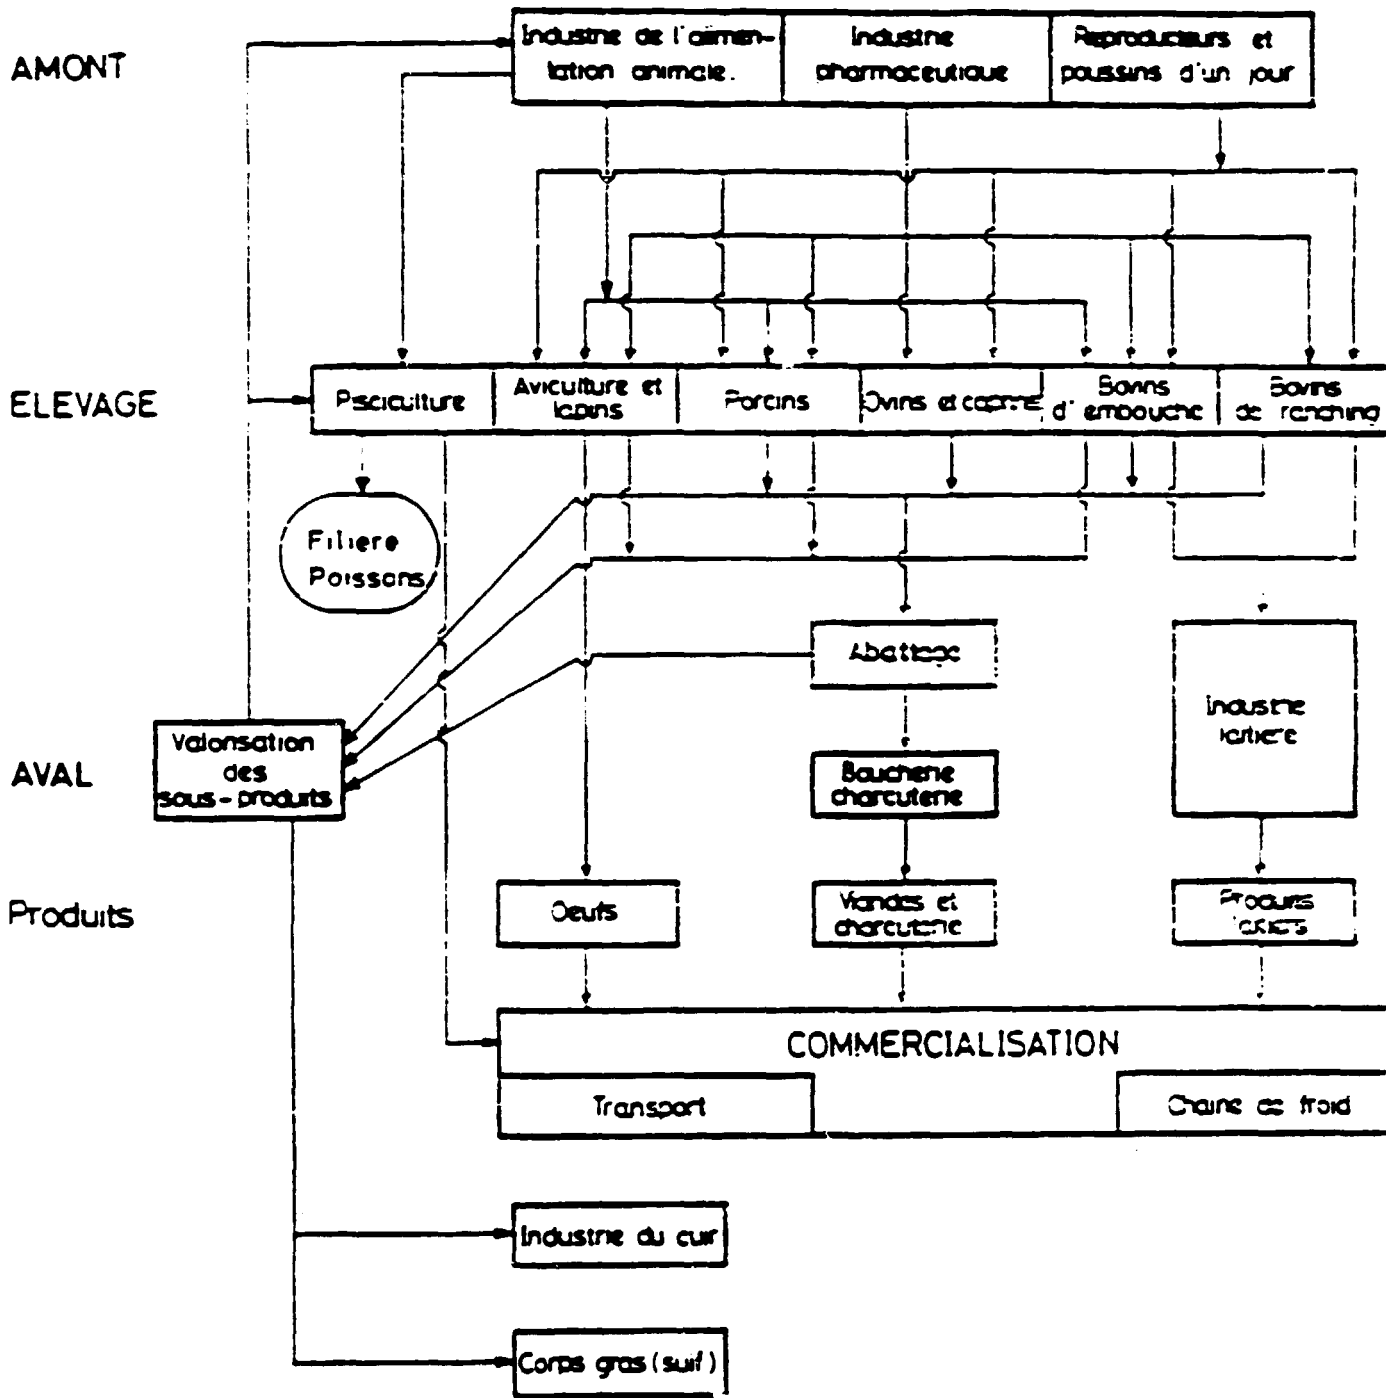 AMONT
Industrie de l'alimen-
tation animale.
Industrie
pharmaceutique
Reproducteurs et
poussins d'un jour
ELEVAGE
Pisciculture
Aviculture et
lapins
Porcins
Ovins et caprins
Bovins
d'embouche
Bovins
de ranching
Filiere
Poissons
Abattage
Industrie
laitiere
AVAL
Valorisation
des
sous-produits
Boucherie
charcuterie
Produits
Oeufs
Viandes et
charcuterie
Produits
laitiers
COMMERCIALISATION
Transport
Chaine de froid
Industrie du cuir
Corps gras (suif)